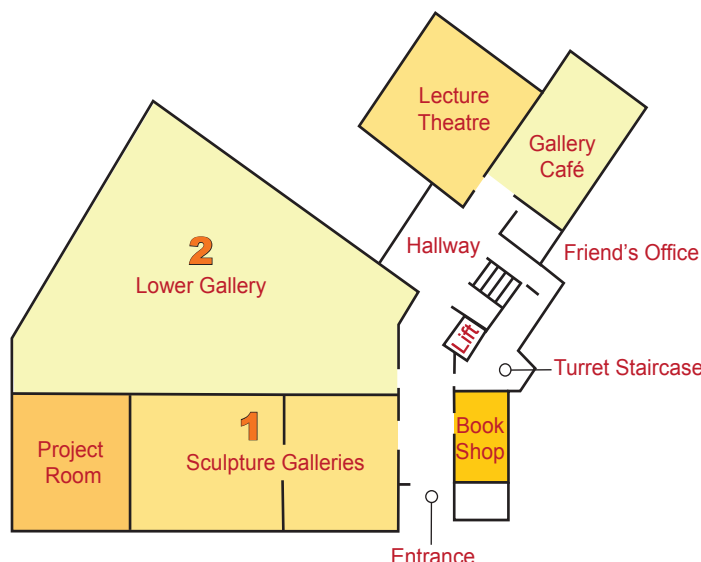 Lecture
Theatre
Gallery
Café
2
Hallway
Friend's Office
Lower Gallery
Lift
Turret Staircase
1
Project
Room
Sculpture Galleries
Book
Shop
Entrance